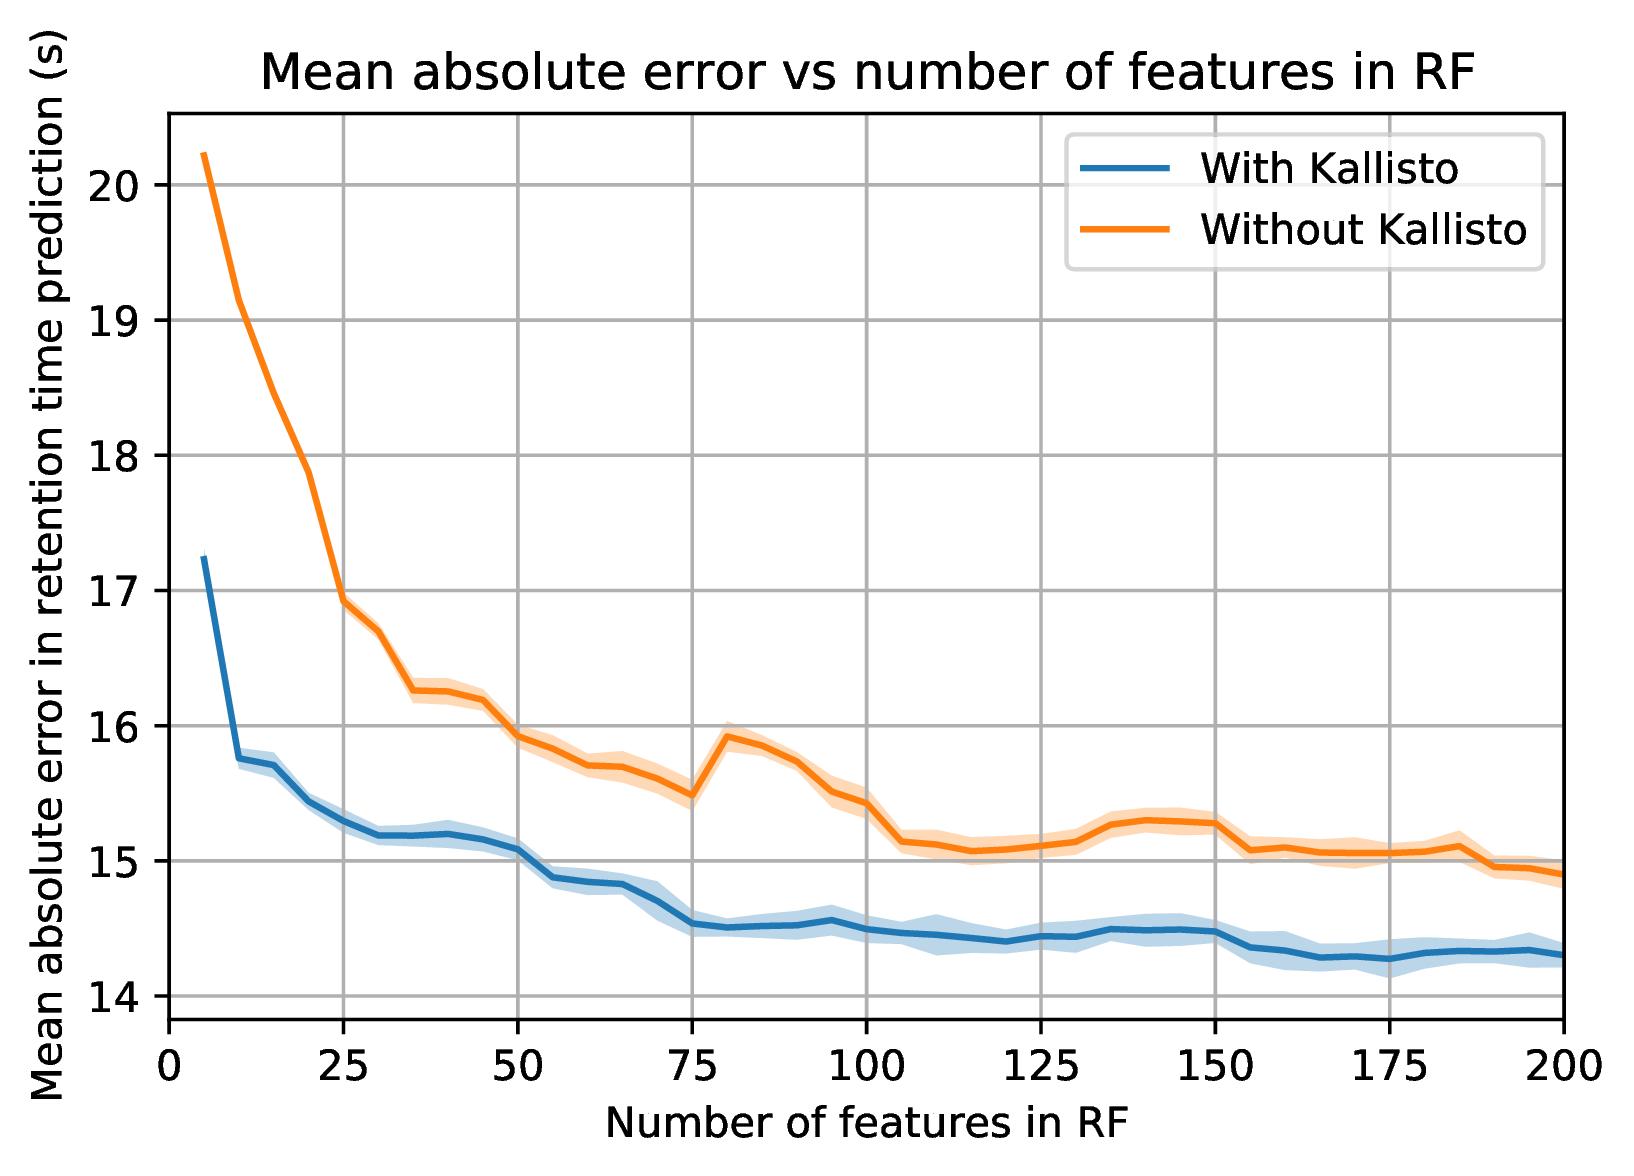 Mean absolute error vs number of features in RF
Mean absolute error in retention time prediction (s)
20
19
18
17
16
15
14
With Kallisto
Without Kallisto
0 25 50 75 100 125 150 175 200
Number of features in RF